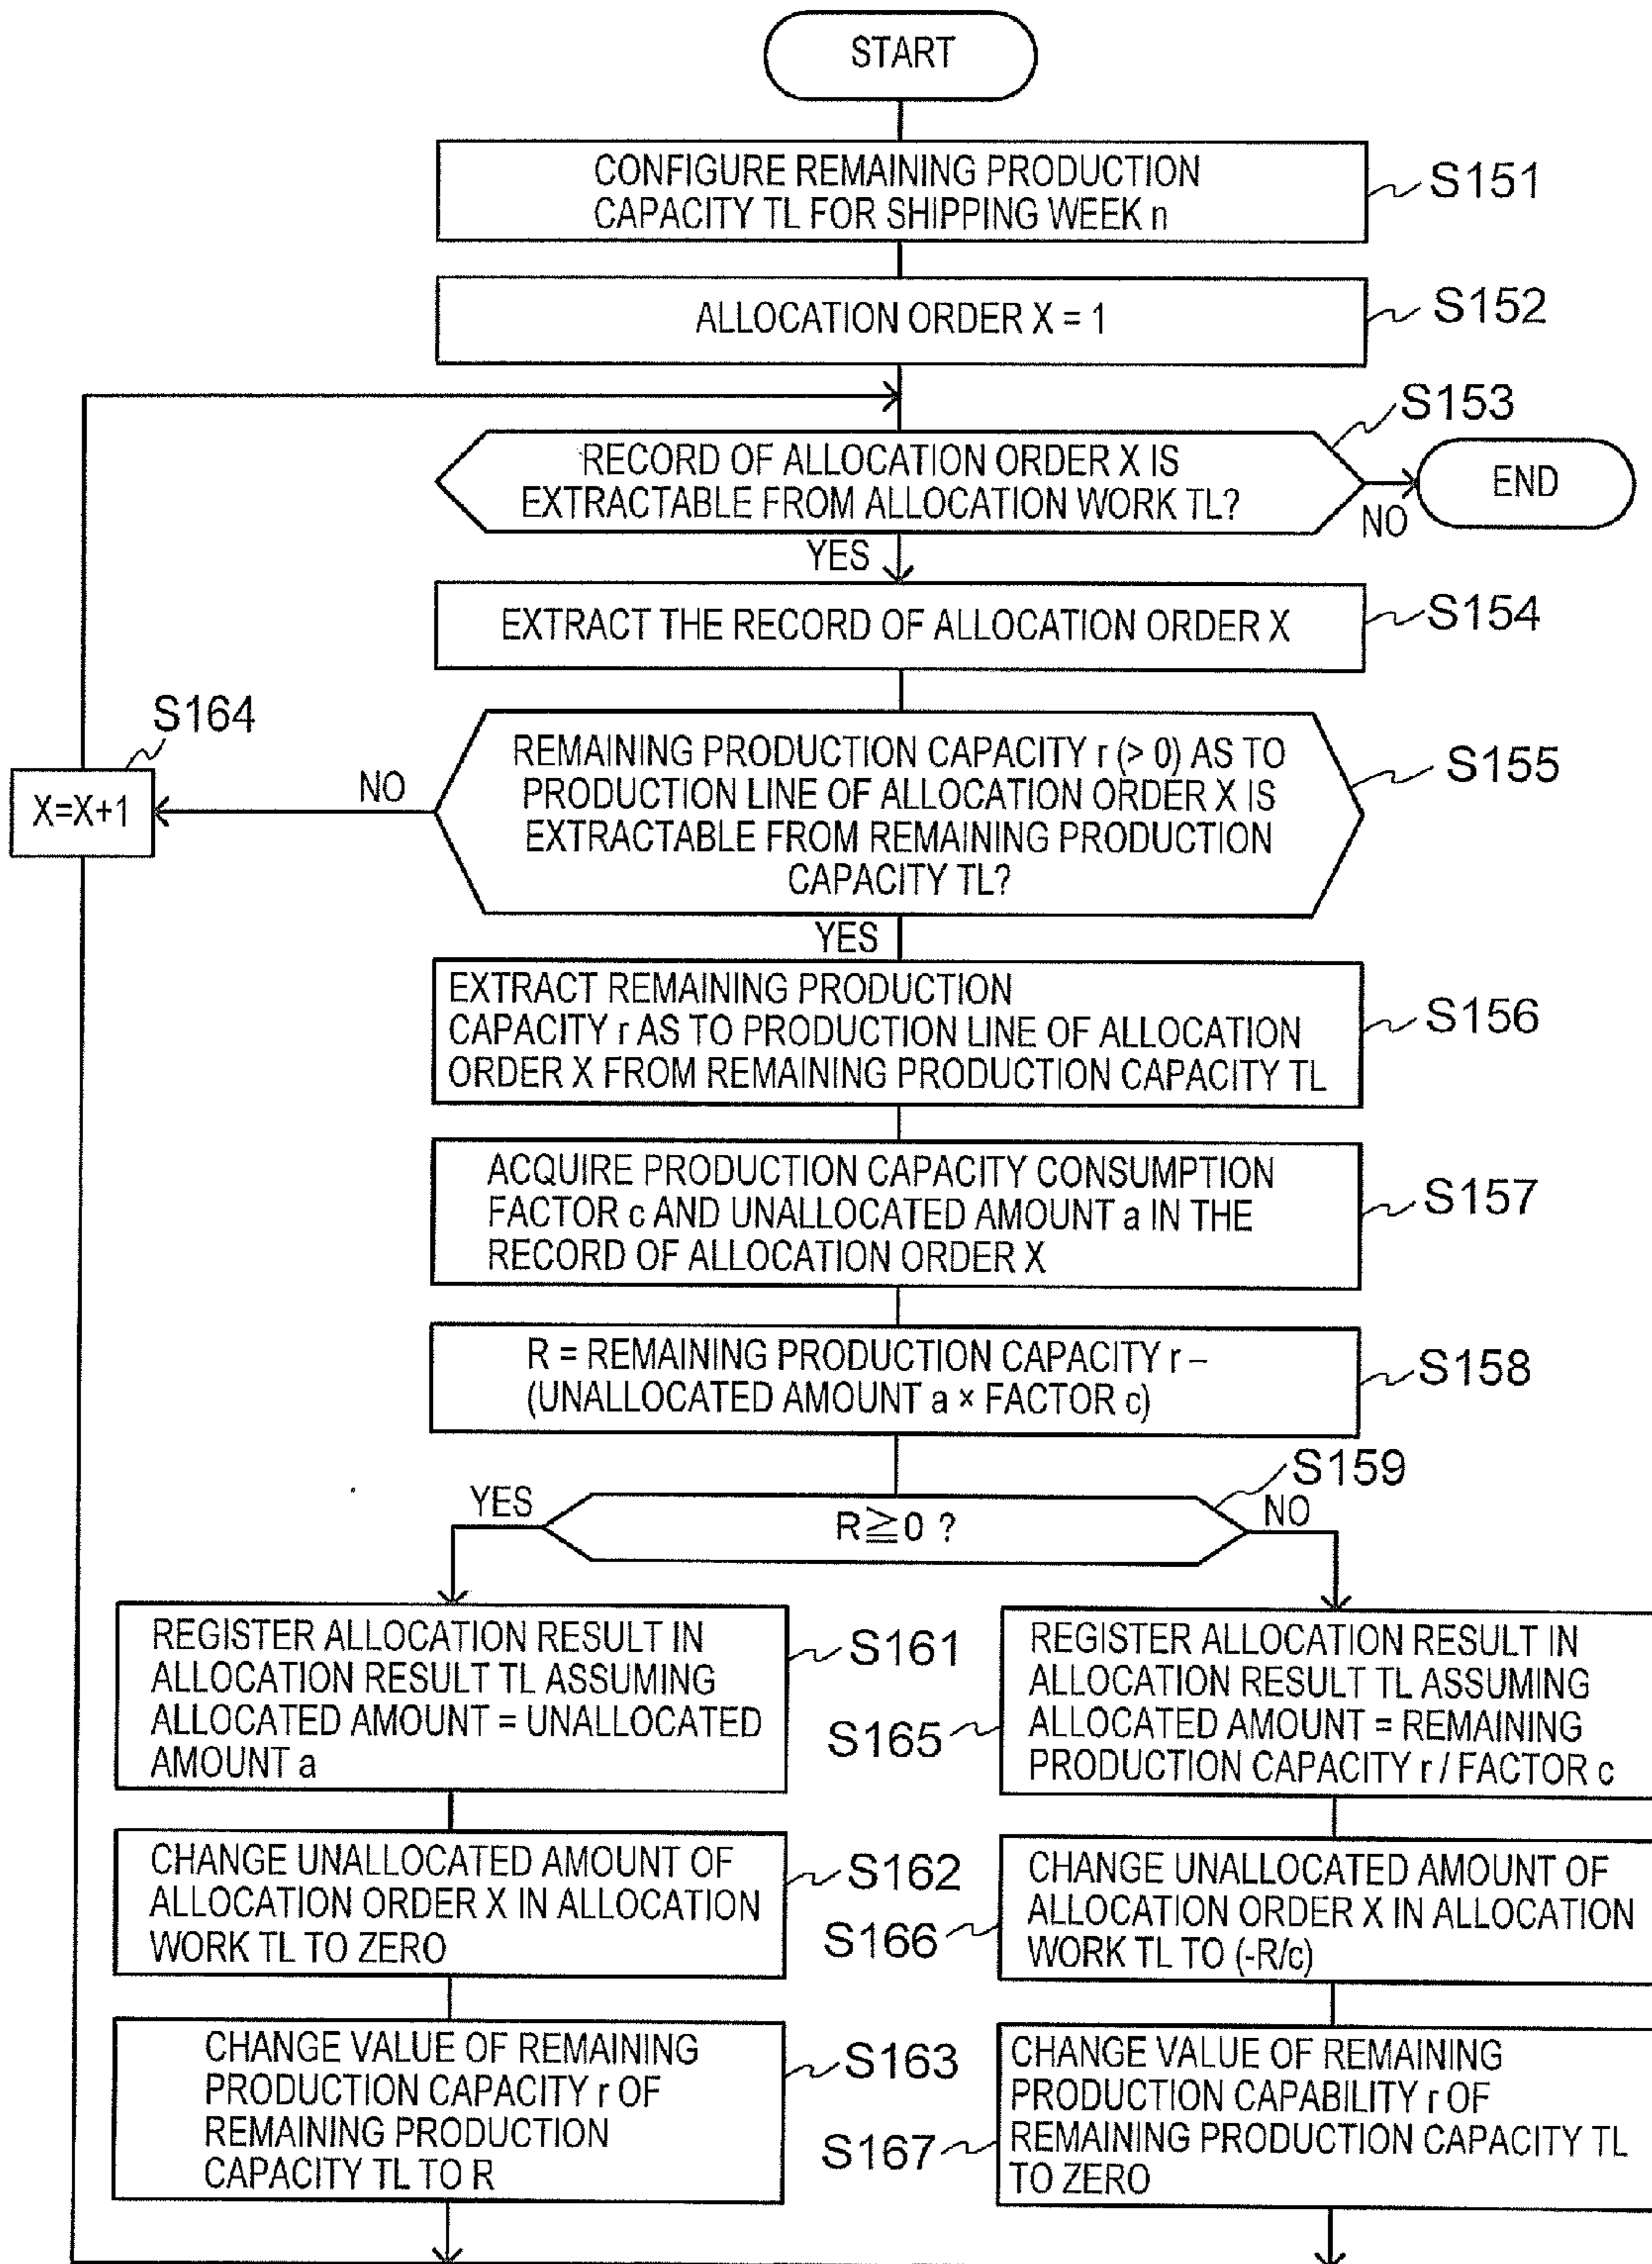 START
CONFIGURE REMAINING PRODUCTION
CAPACITY TL FOR SHIPPING WEEK n
S151
ALLOCATION ORDER X = 1
S152
S153
RECORD OF ALLOCATION ORDER X IS
EXTRACTABLE FROM ALLOCATION WORK TL?
NO
END
YES
EXTRACT THE RECORD OF ALLOCATION ORDER X
S154
S164
X=X+1
NO
REMAINING PRODUCTION CAPACITY r (> 0) AS TO
PRODUCTION LINE OF ALLOCATION ORDER X IS
EXTRACTABLE FROM REMAINING PRODUCTION
CAPACITY TL?
S155
YES
EXTRACT REMAINING PRODUCTION
CAPACITY r AS TO PRODUCTION LINE OF ALLOCATION
ORDER X FROM REMAINING PRODUCTION CAPACITY TL
S156
ACQUIRE PRODUCTION CAPACITY CONSUMPTION
FACTOR c AND UNALLOCATED AMOUNT a IN THE
RECORD OF ALLOCATION ORDER X
S157
R = REMAINING PRODUCTION CAPACITY r –
(UNALLOCATED AMOUNT a × FACTOR c)
S158
S159
YES
R≧0 ?
NO
REGISTER ALLOCATION RESULT IN
ALLOCATION RESULT TL ASSUMING
ALLOCATED AMOUNT = UNALLOCATED
AMOUNT a
S161
REGISTER ALLOCATION RESULT IN
ALLOCATION RESULT TL ASSUMING
ALLOCATED AMOUNT = REMAINING
PRODUCTION CAPACITY r / FACTOR c
S165
CHANGE UNALLOCATED AMOUNT OF
ALLOCATION ORDER X IN ALLOCATION
WORK TL TO ZERO
S162
CHANGE UNALLOCATED AMOUNT OF
ALLOCATION ORDER X IN ALLOCATION
WORK TL TO (-R/c)
S166
CHANGE VALUE OF REMAINING
PRODUCTION CAPACITY r OF
REMAINING PRODUCTION
CAPACITY TL TO R
S163
CHANGE VALUE OF REMAINING
PRODUCTION CAPABILITY r OF
REMAINING PRODUCTION CAPACITY TL
TO ZERO
S167